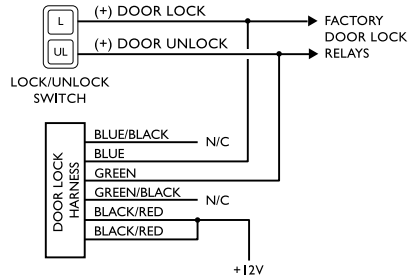 L
(+) DOOR LOCK
FACTORY
DOOR LOCK
RELAYS
UL
(+) DOOR UNLOCK
LOCK/UNLOCK
SWITCH
DOOR LOCK
HARNESS
BLUE/BLACK
N/C
BLUE
GREEN
GREEN/BLACK
N/C
BLACK/RED
BLACK/RED
+12V